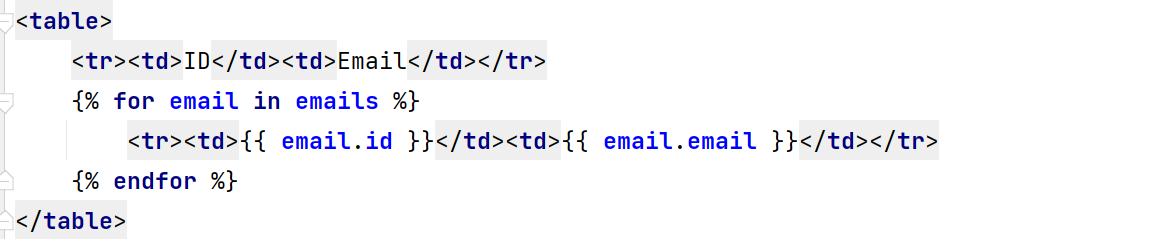 <table>
<tr><td>ID</td><td>Email</td></tr>
{% for email in emails %}
<tr><td>{{ email.id }}</td><td>{{ email.email }}</td></tr>
{% endfor %}
</table>